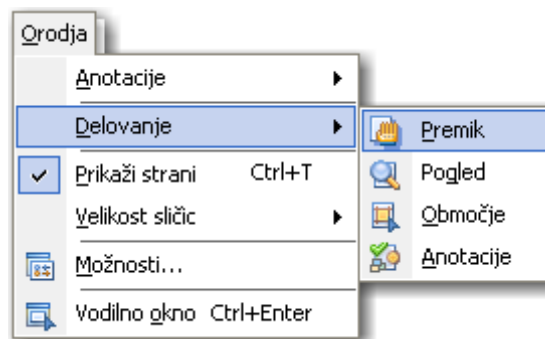 Orodja
Anotacije
Delovanje
Prikaži strani Ctrl+T
Velikost sličic
Možnosti...
Vodilno okno Ctrl+Enter
Premik
Pogled
Območje
Anotacije